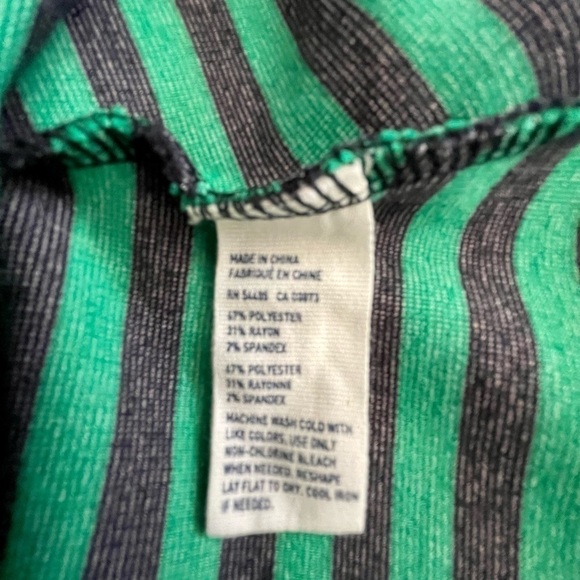 MADE IN CHINA
FABRIQUÉ EN CHINE
RN 54485 CA 03873
67% POLYESTER
31% RAYON
2% SPANDEX
67% POLYESTER
31% RAYONNE
2% SPANDEX
MACHINE WASH COLD WITH
LIKE COLORS, USE ONLY
NON-CHLORINE BLEACH
WHEN NEEDED. RESHAPE
LAY FLAT TO DRY. COOL IRON
IF NEEDED.